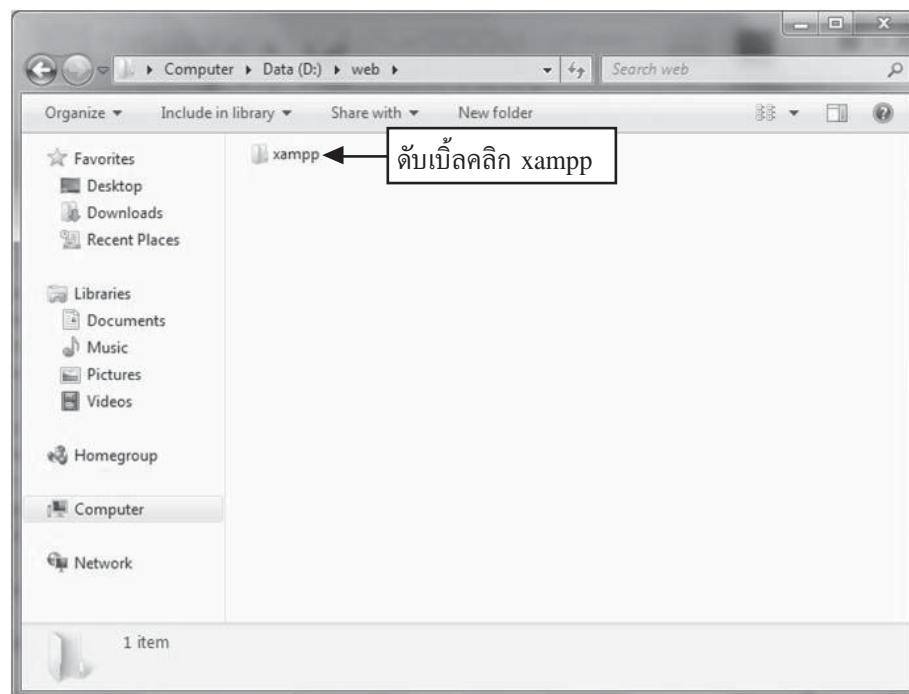 Computer ▸ Data (D:) ▸ web ▸
Search web
Organize
Include in library
Share with
New folder
Favorites
Desktop
Downloads
Recent Places
Libraries
Documents
Music
Pictures
Videos
Homegroup
Computer
Network
xampp
ดับเบิ้ลคลิก xampp
1 item